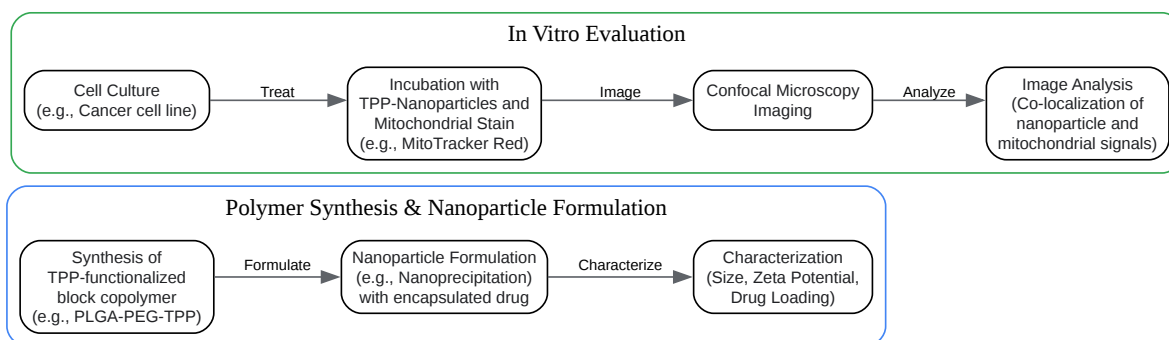 In Vitro Evaluation
Cell Culture
(e.g., Cancer cell line)
Treat
Incubation with
TPP-Nanoparticles and
Mitochondrial Stain
(e.g., MitoTracker Red)
Image
Confocal Microscopy
Imaging
Analyze
Image Analysis
(Co-localization of
nanoparticle and
mitochondrial signals)
Polymer Synthesis & Nanoparticle Formulation
Synthesis of
TPP-functionalized
block copolymer
(e.g., PLGA-PEG-TPP)
Formulate
Nanoparticle Formulation
(e.g., Nanoprecipitation)
with encapsulated drug
Characterize
Characterization
(Size, Zeta Potential,
Drug Loading)